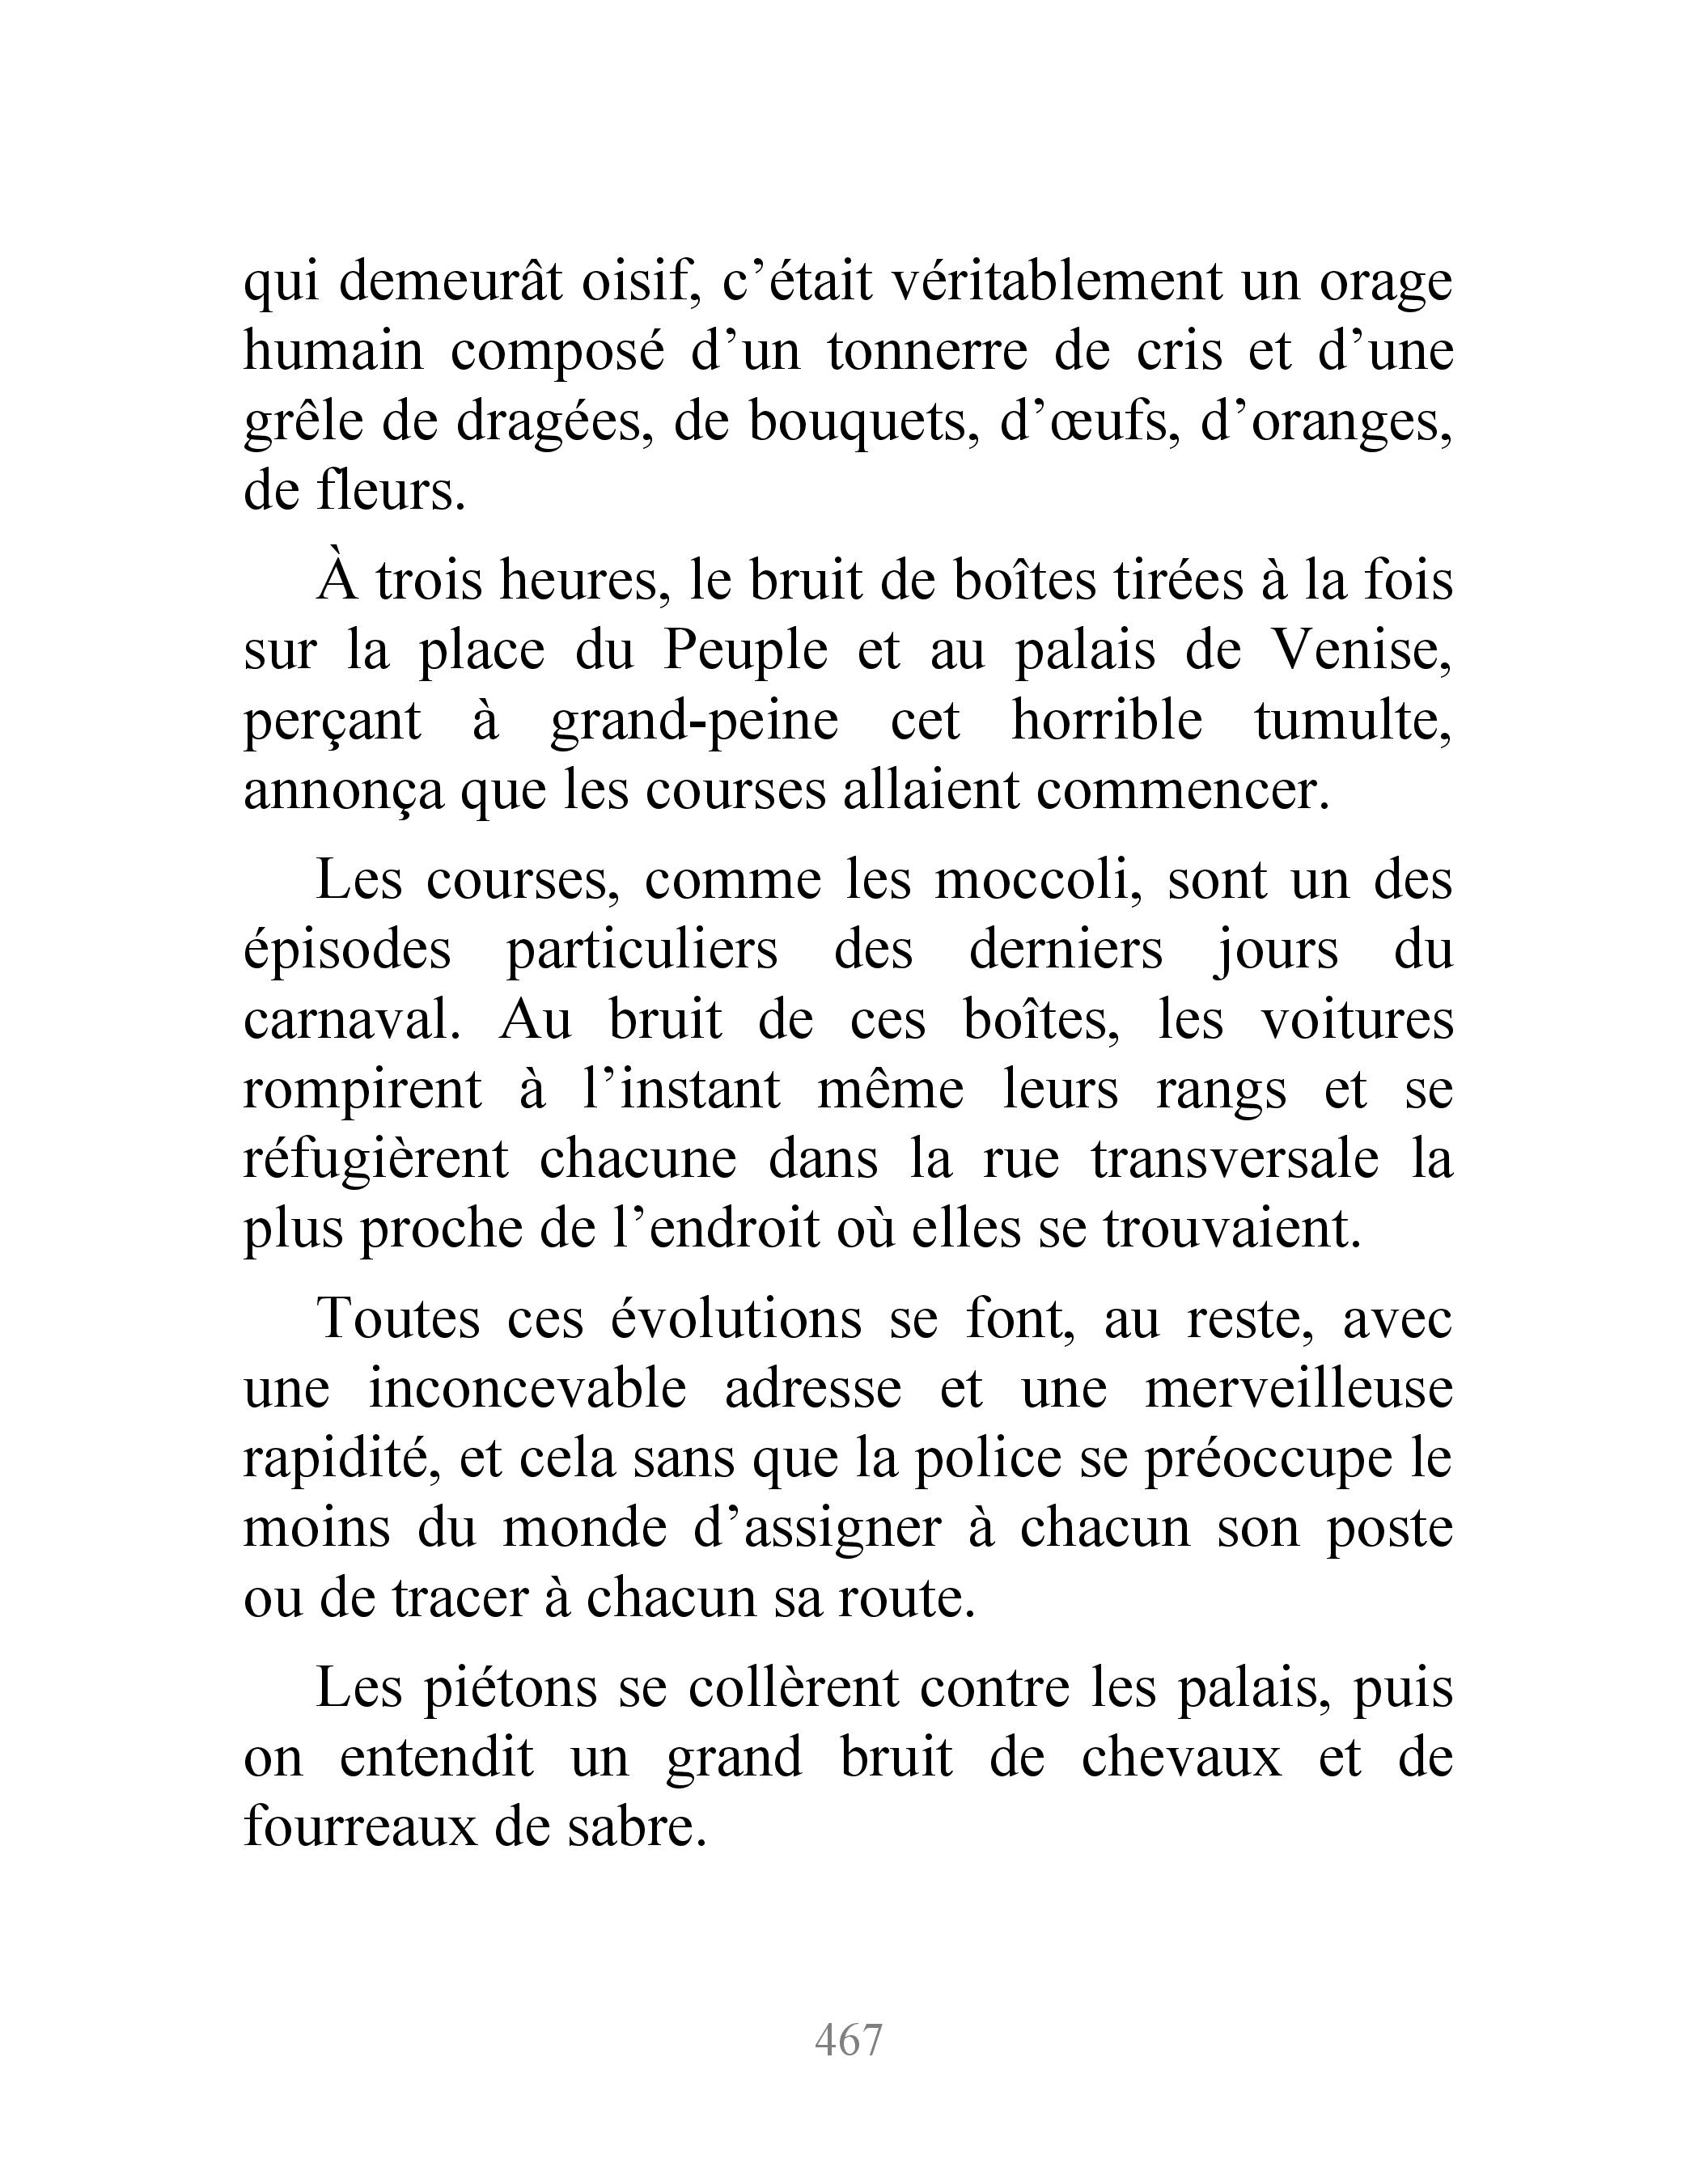 qui demeurât oisif, c’était véritablement un orage
humain composé d’un tonnerre de cris et d’une
grêle de dragées, de bouquets, d’œufs, d’oranges,
de fleurs.
À trois heures, le bruit de boîtes tirées à la fois
sur la place du Peuple et au palais de Venise,
perçant à grand-peine cet horrible tumulte,
annonça que les courses allaient commencer.
Les courses, comme les moccoli, sont un des
épisodes particuliers des derniers jours du
carnaval. Au bruit de ces boîtes, les voitures
rompirent à l’instant même leurs rangs et se
réfugièrent chacune dans la rue transversale la
plus proche de l’endroit où elles se trouvaient.
Toutes ces évolutions se font, au reste, avec
une inconcevable adresse et une merveilleuse
rapidité, et cela sans que la police se préoccupe le
moins du monde d’assigner à chacun son poste
ou de tracer à chacun sa route.
Les piétons se collèrent contre les palais, puis
on entendit un grand bruit de chevaux et de
fourreaux de sabre.
467